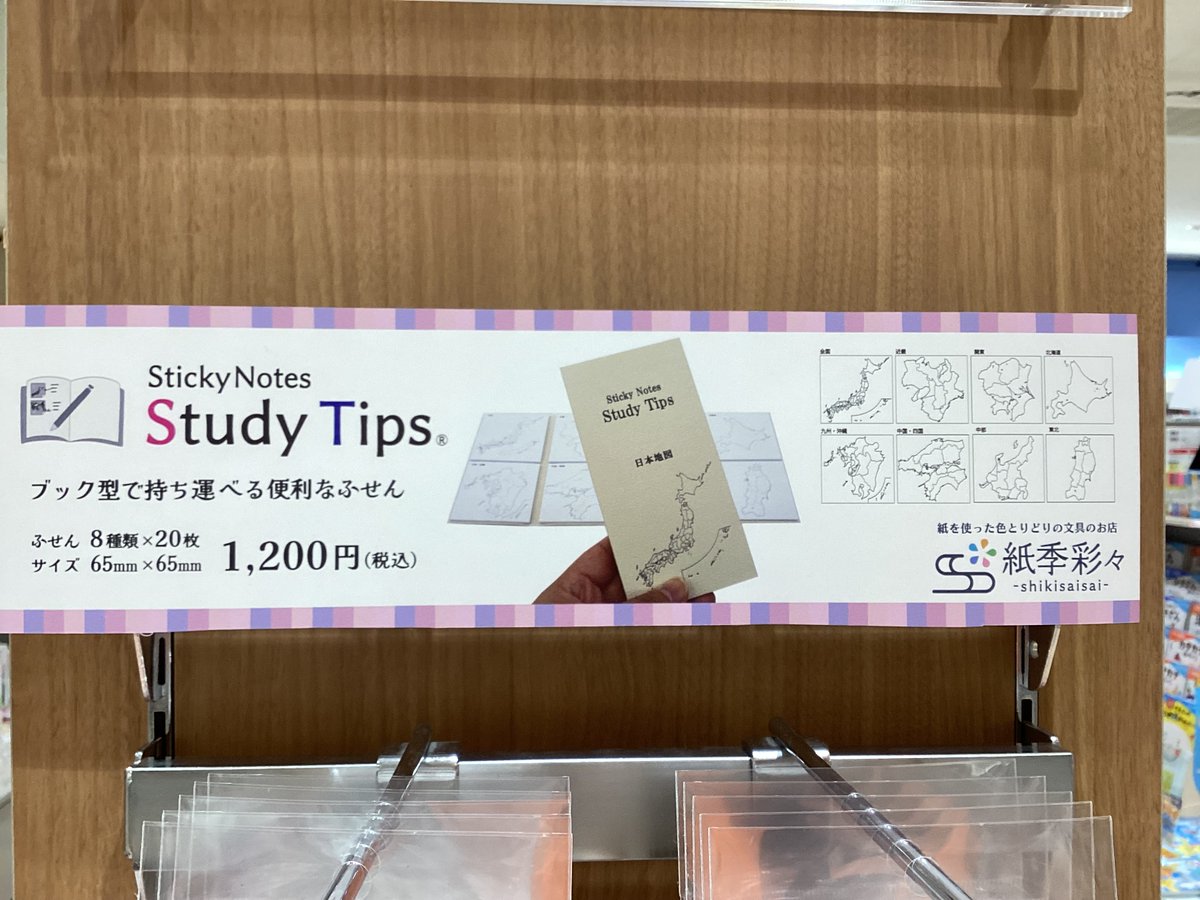 StickyNotes
Study Tips®
ブック型で持ち運べる便利なふせん
ふせん 8種類×20枚
サイズ 65mm×65mm
1,200円(税込)
Sticky Notes
Study Tips
日本地図
全国
近畿
関東
北海道
九州・沖縄
中国・四国
中部
東北
紙を使った色とりどりの文具のお店
紙季彩々
-shikisaisai-